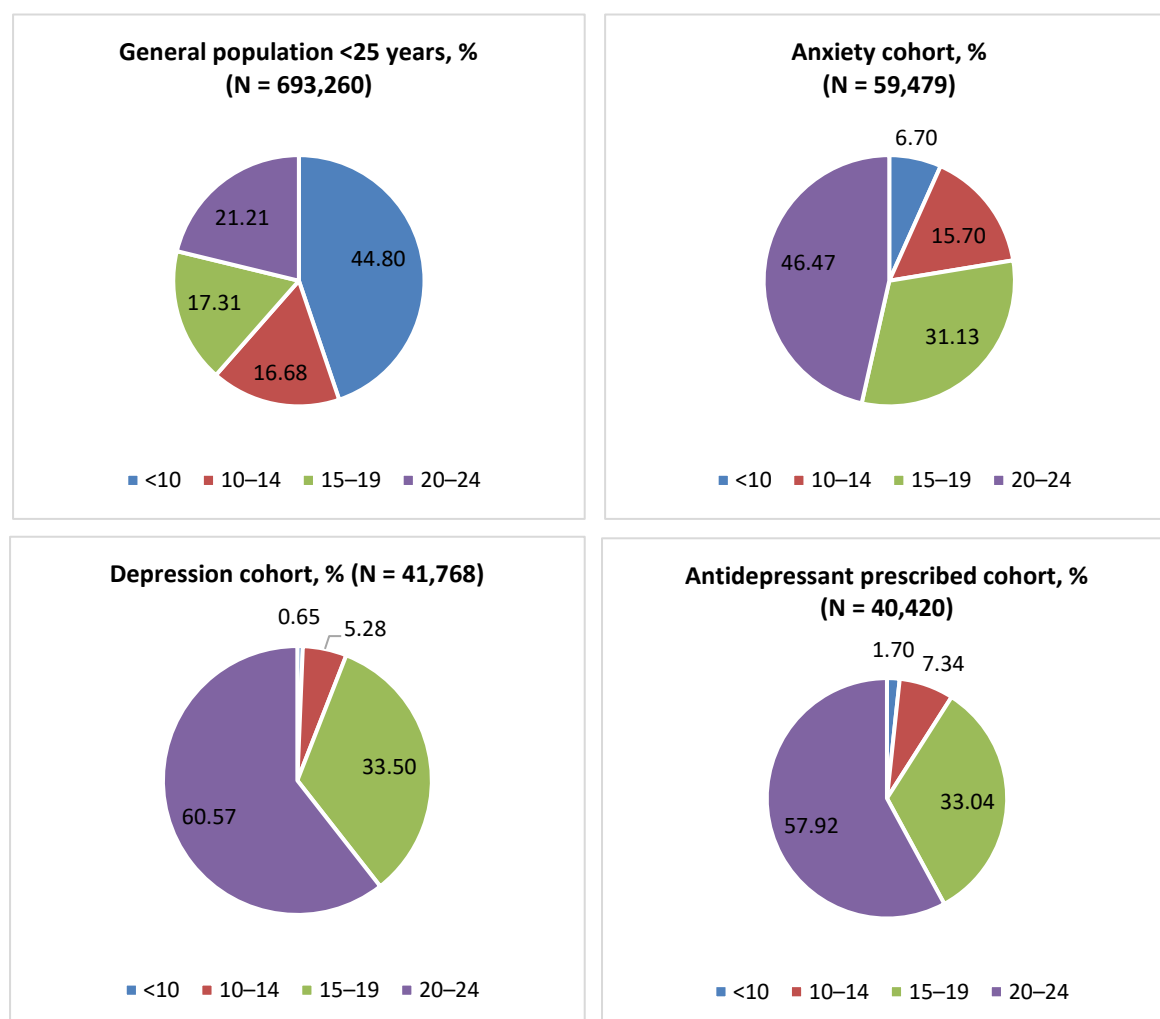 General population <25 years, %
(N = 693,260)
44.80
16.68
17.31
21.21
<10 10–14 15–19 20–24
Anxiety cohort, %
(N = 59,479)
6.70
15.70
31.13
46.47
<10 10–14 15–19 20–24
Depression cohort, % (N = 41,768)
0.65
5.28
33.50
60.57
<10 10–14 15–19 20–24
Antidepressant prescribed cohort, %
(N = 40,420)
1.70
7.34
33.04
57.92
<10 10–14 15–19 20–24